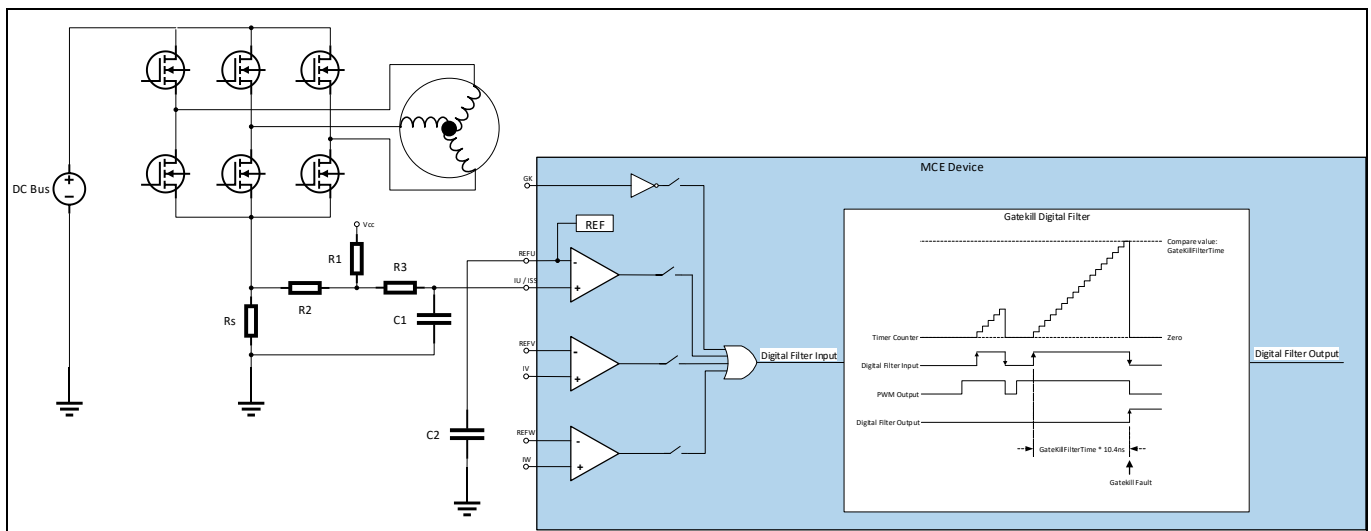 MCE Device
DC Bus
Vcc
R1
R2
R3
Rs
C1
C2
GK
REF
REFU
IU / ISS
REFV
IV
REFW
IW
Digital Filter Input
Gatekill Digital Filter
Compare value:
GateKillFilterTime
Timer Counter
Zero
Digital Filter Input
PWM Output
Digital Filter Output
GateKillFilterTime * 10.4ns
Gatekill Fault
Digital Filter Output